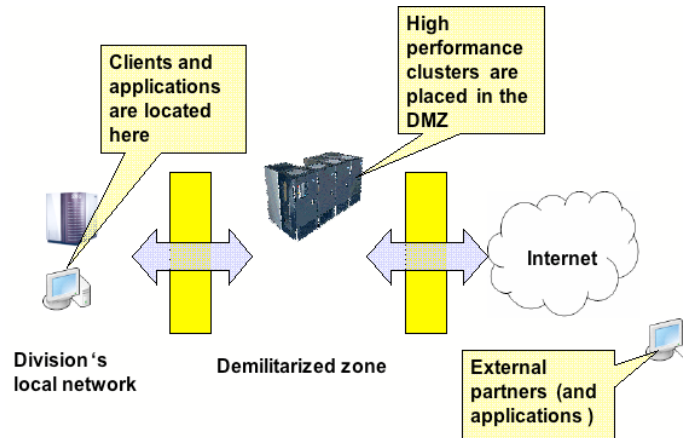 Clients and
applications
are located
here
High
performance
clusters are
placed in the
DMZ
Internet
Division‘s
local network
Demilitarized zone
External
partners (and
applications )